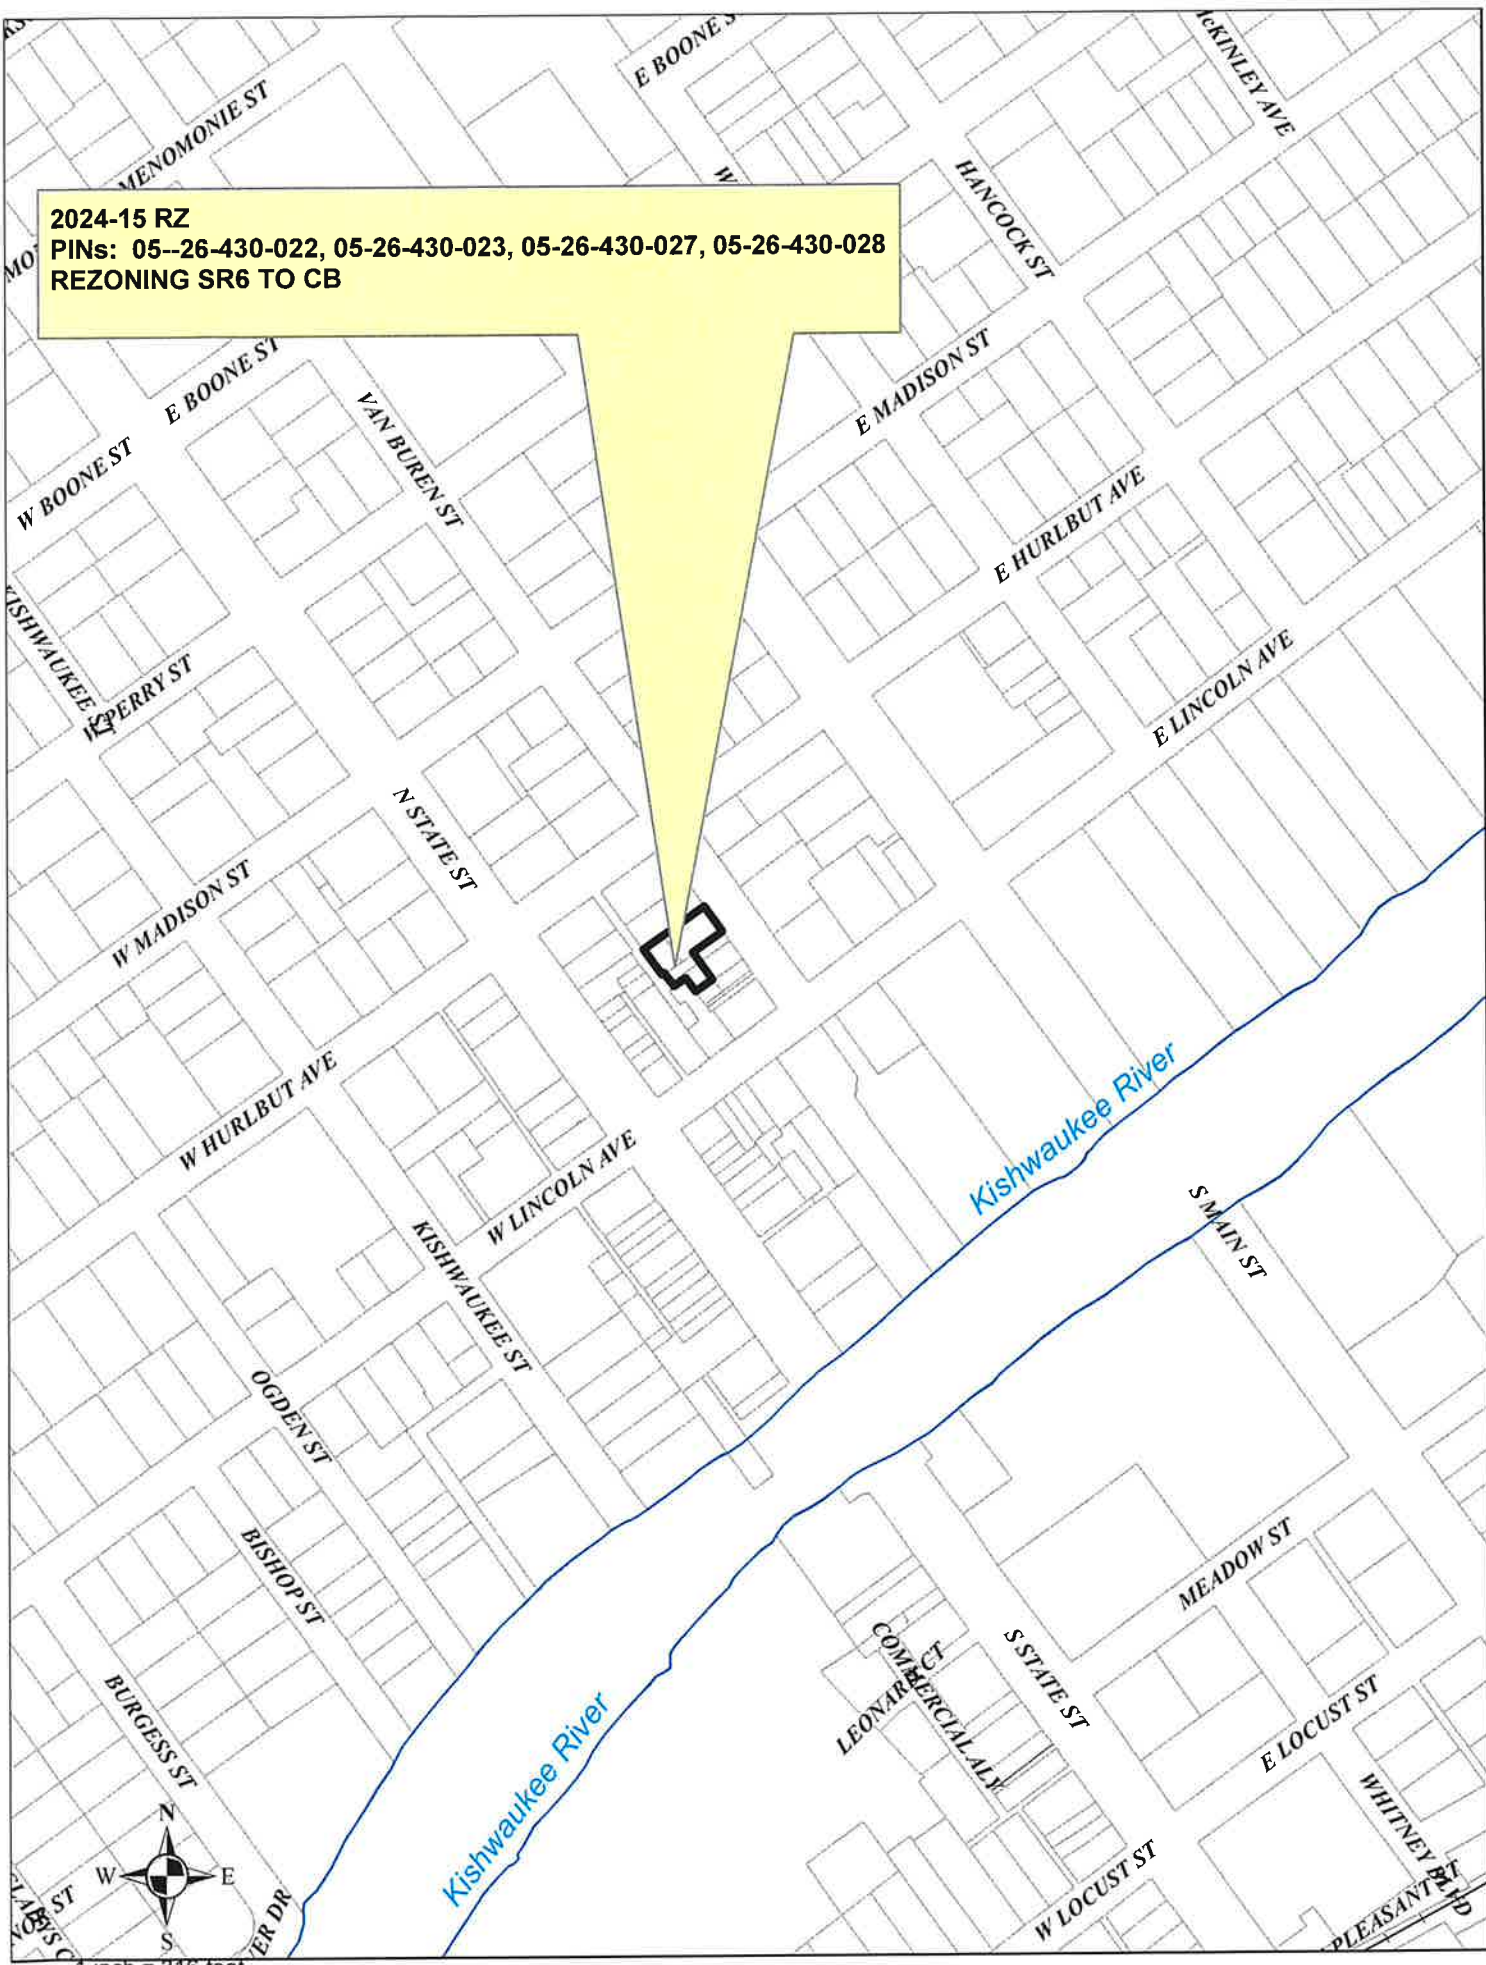 E BOONE S
McKINLEY AVE
MENOMONIE ST
HANCOCK ST
2024-15 RZ
PINs: 05--26-430-022, 05-26-430-023, 05-26-430-027, 05-26-430-028
REZONING SR6 TO CB
E BOONE ST
VAN BUREN ST
E MADISON ST
W BOONE ST
E HURLBUT AVE
KISHWAUKEE ST
W PERRY ST
E LINCOLN AVE
N STATE ST
W MADISON ST
W HURLBUT AVE
Kishwaukee River
W LINCOLN AVE
S MAIN ST
KISHWAUKEE ST
OGDEN ST
BISHOP ST
MEADOW ST
COMMERCIAL ALY
LEONARD CT
S STATE ST
BURGESS ST
E LOCUST ST
Kishwaukee River
WHITNEY BLVD
W LOCUST ST
PLEASANT ST
N
W
E
S
VER DR